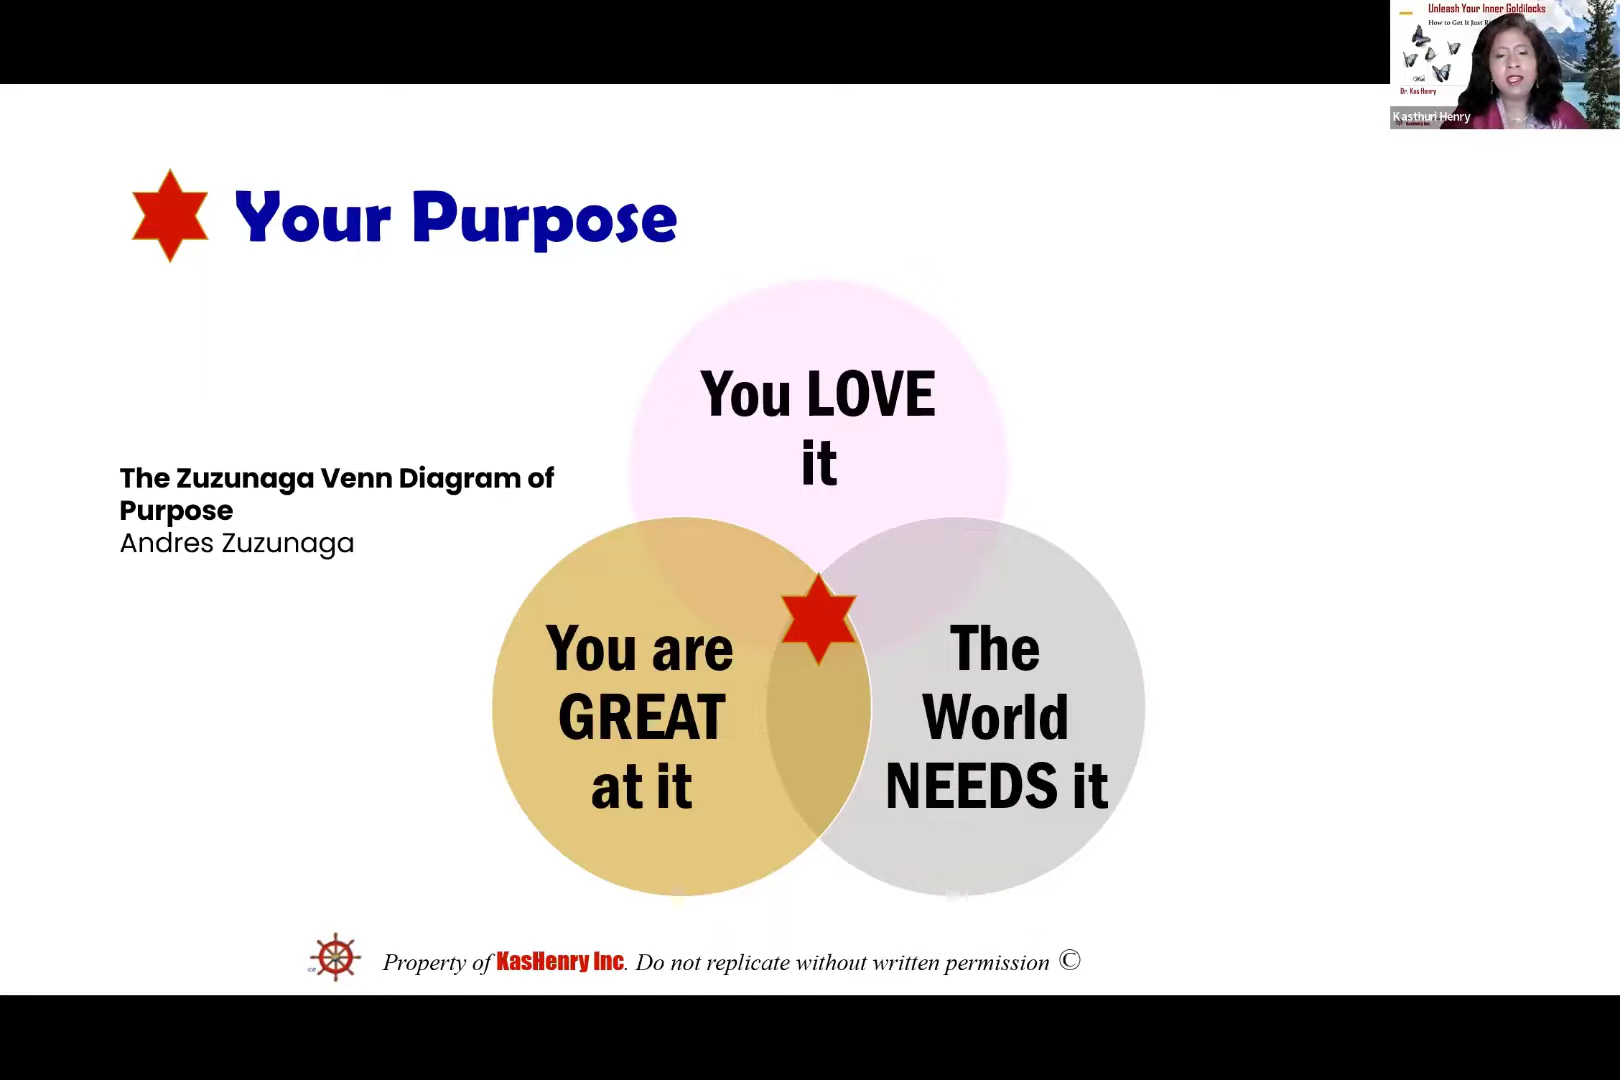 Unleash Your Inner Goldilocks
How to Get It Just
With
Dr. Kas Henry
Kasthuri Henry
Your Purpose
You LOVE
it
The Zuzunaga Venn Diagram of
Purpose
Andres Zuzunaga
You are
GREAT
at it
The
World
NEEDS it
Property of KasHenry Inc. Do not replicate without written permission ©